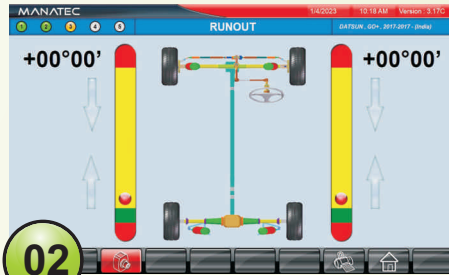 MANATEC
1/4/2023 10:18 AM Version : 3.17C
1 2 3 4 5
RUNOUT
DATSUN , GO+ , 2017-2017 - (India)
+00°00’
+00°00’
02